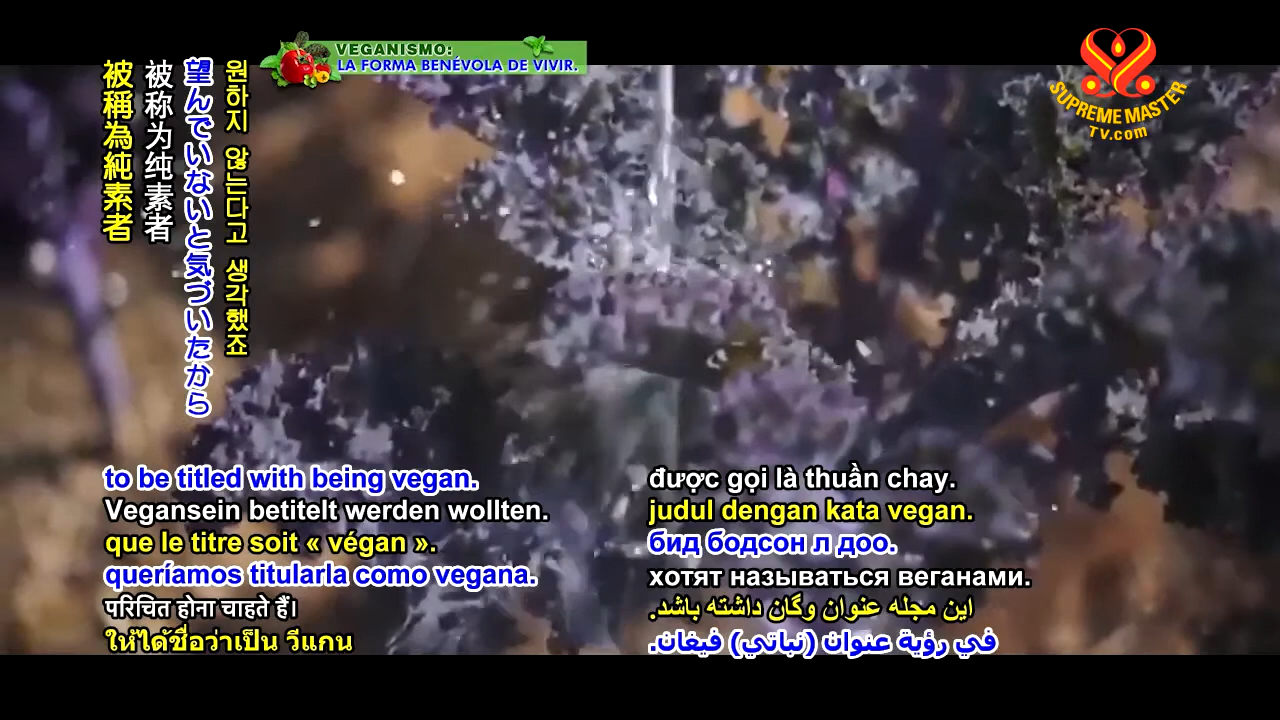 VEGANISMO:
LA FORMA BENÉVOLA DE VIVIR.
SUPREME MASTER
TV.com
被稱為純素者
被称为纯素者
望んでいないと気づいたから
원하지 않는다고 생각했죠
to be titled with being vegan.
Vegansein betitelt werden wollten.
que le titre soit « végan ».
queríamos titularla como vegana.
परिचित होना चाहते हैं।
ให้ได้ชื่อว่าเป็น วีแกน
được gọi là thuần chay.
judul dengan kata vegan.
бид бодсон л доо.
хотят называться веганами.
این مجله عنوان وگان داشته باشد.
في رؤية عنوان (نباتي) فيغان.